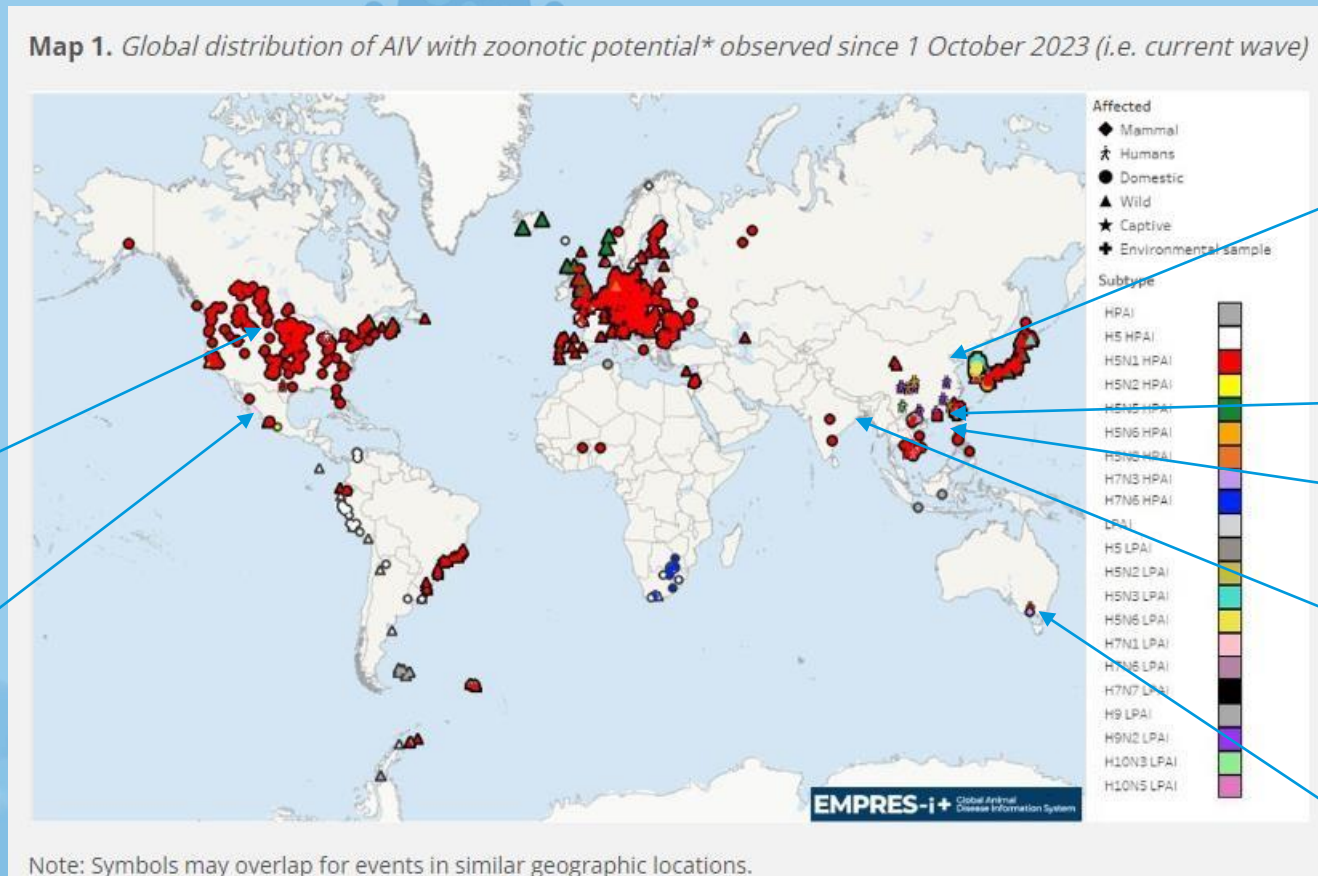 Map 1. Global distribution of AIV with zoonotic potential* observed since 1 October 2023 (i.e. current wave)
Affected
Mammal
Humans
Domestic
Wild
Captive
Environmental sample
Subtype
HPAI
H5 HPAI
H5N1 HPAI
H5N2 HPAI
H5N5 HPAI
H5N6 HPAI
H5N8 HPAI
H7N3 HPAI
H7N6 HPAI
LPAI
H5 LPAI
H5N2 LPAI
H5N3 LPAI
H5N6 LPAI
H7N1 LPAI
H7N6 LPAI
H7N7 LPAI
H9 LPAI
H9N2 LPAI
H10N3 LPAI
H10N5 LPAI
EMPRES-i+ Global Animal
Disease Information System
Note: Symbols may overlap for events in similar geographic locations.